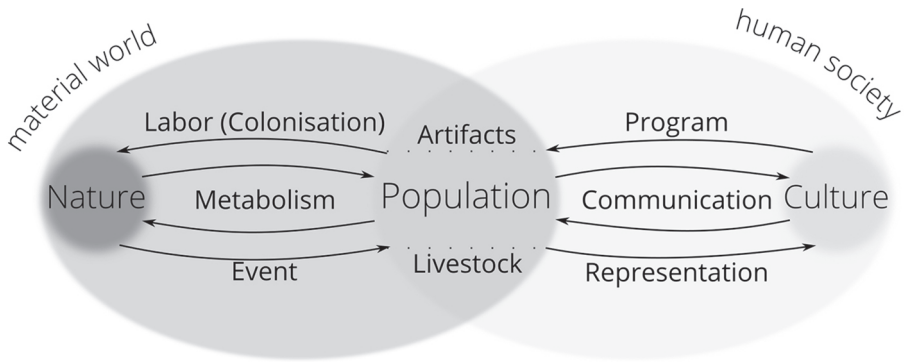 material world
human society
Labor (Colonisation)
Artifacts
Program
Nature
Metabolism
Population
Communication
Culture
Event
Livestock
Representation